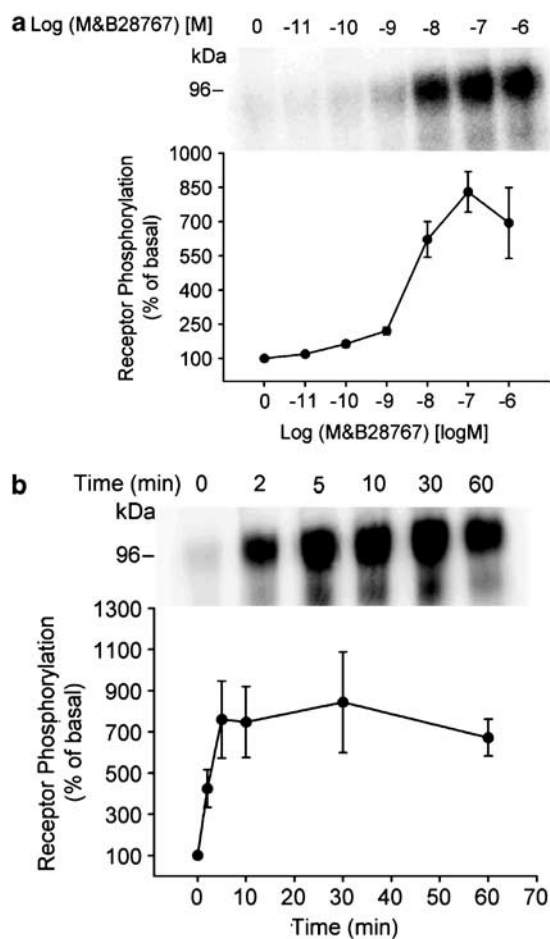 a Log (M&B28767) [M] 0 -11 -10 -9 -8 -7 -6
kDa
96–
1000
850
700
550
400
250
100
Receptor Phosphorylation
(% of basal)
0 -11 -10 -9 -8 -7 -6
Log (M&B28767) [logM]
b Time (min) 0 2 5 10 30 60
kDa
96–
1300
1100
900
700
500
300
100
Receptor Phosphorylation
(% of basal)
0 10 20 30 40 50 60 70
Time (min)